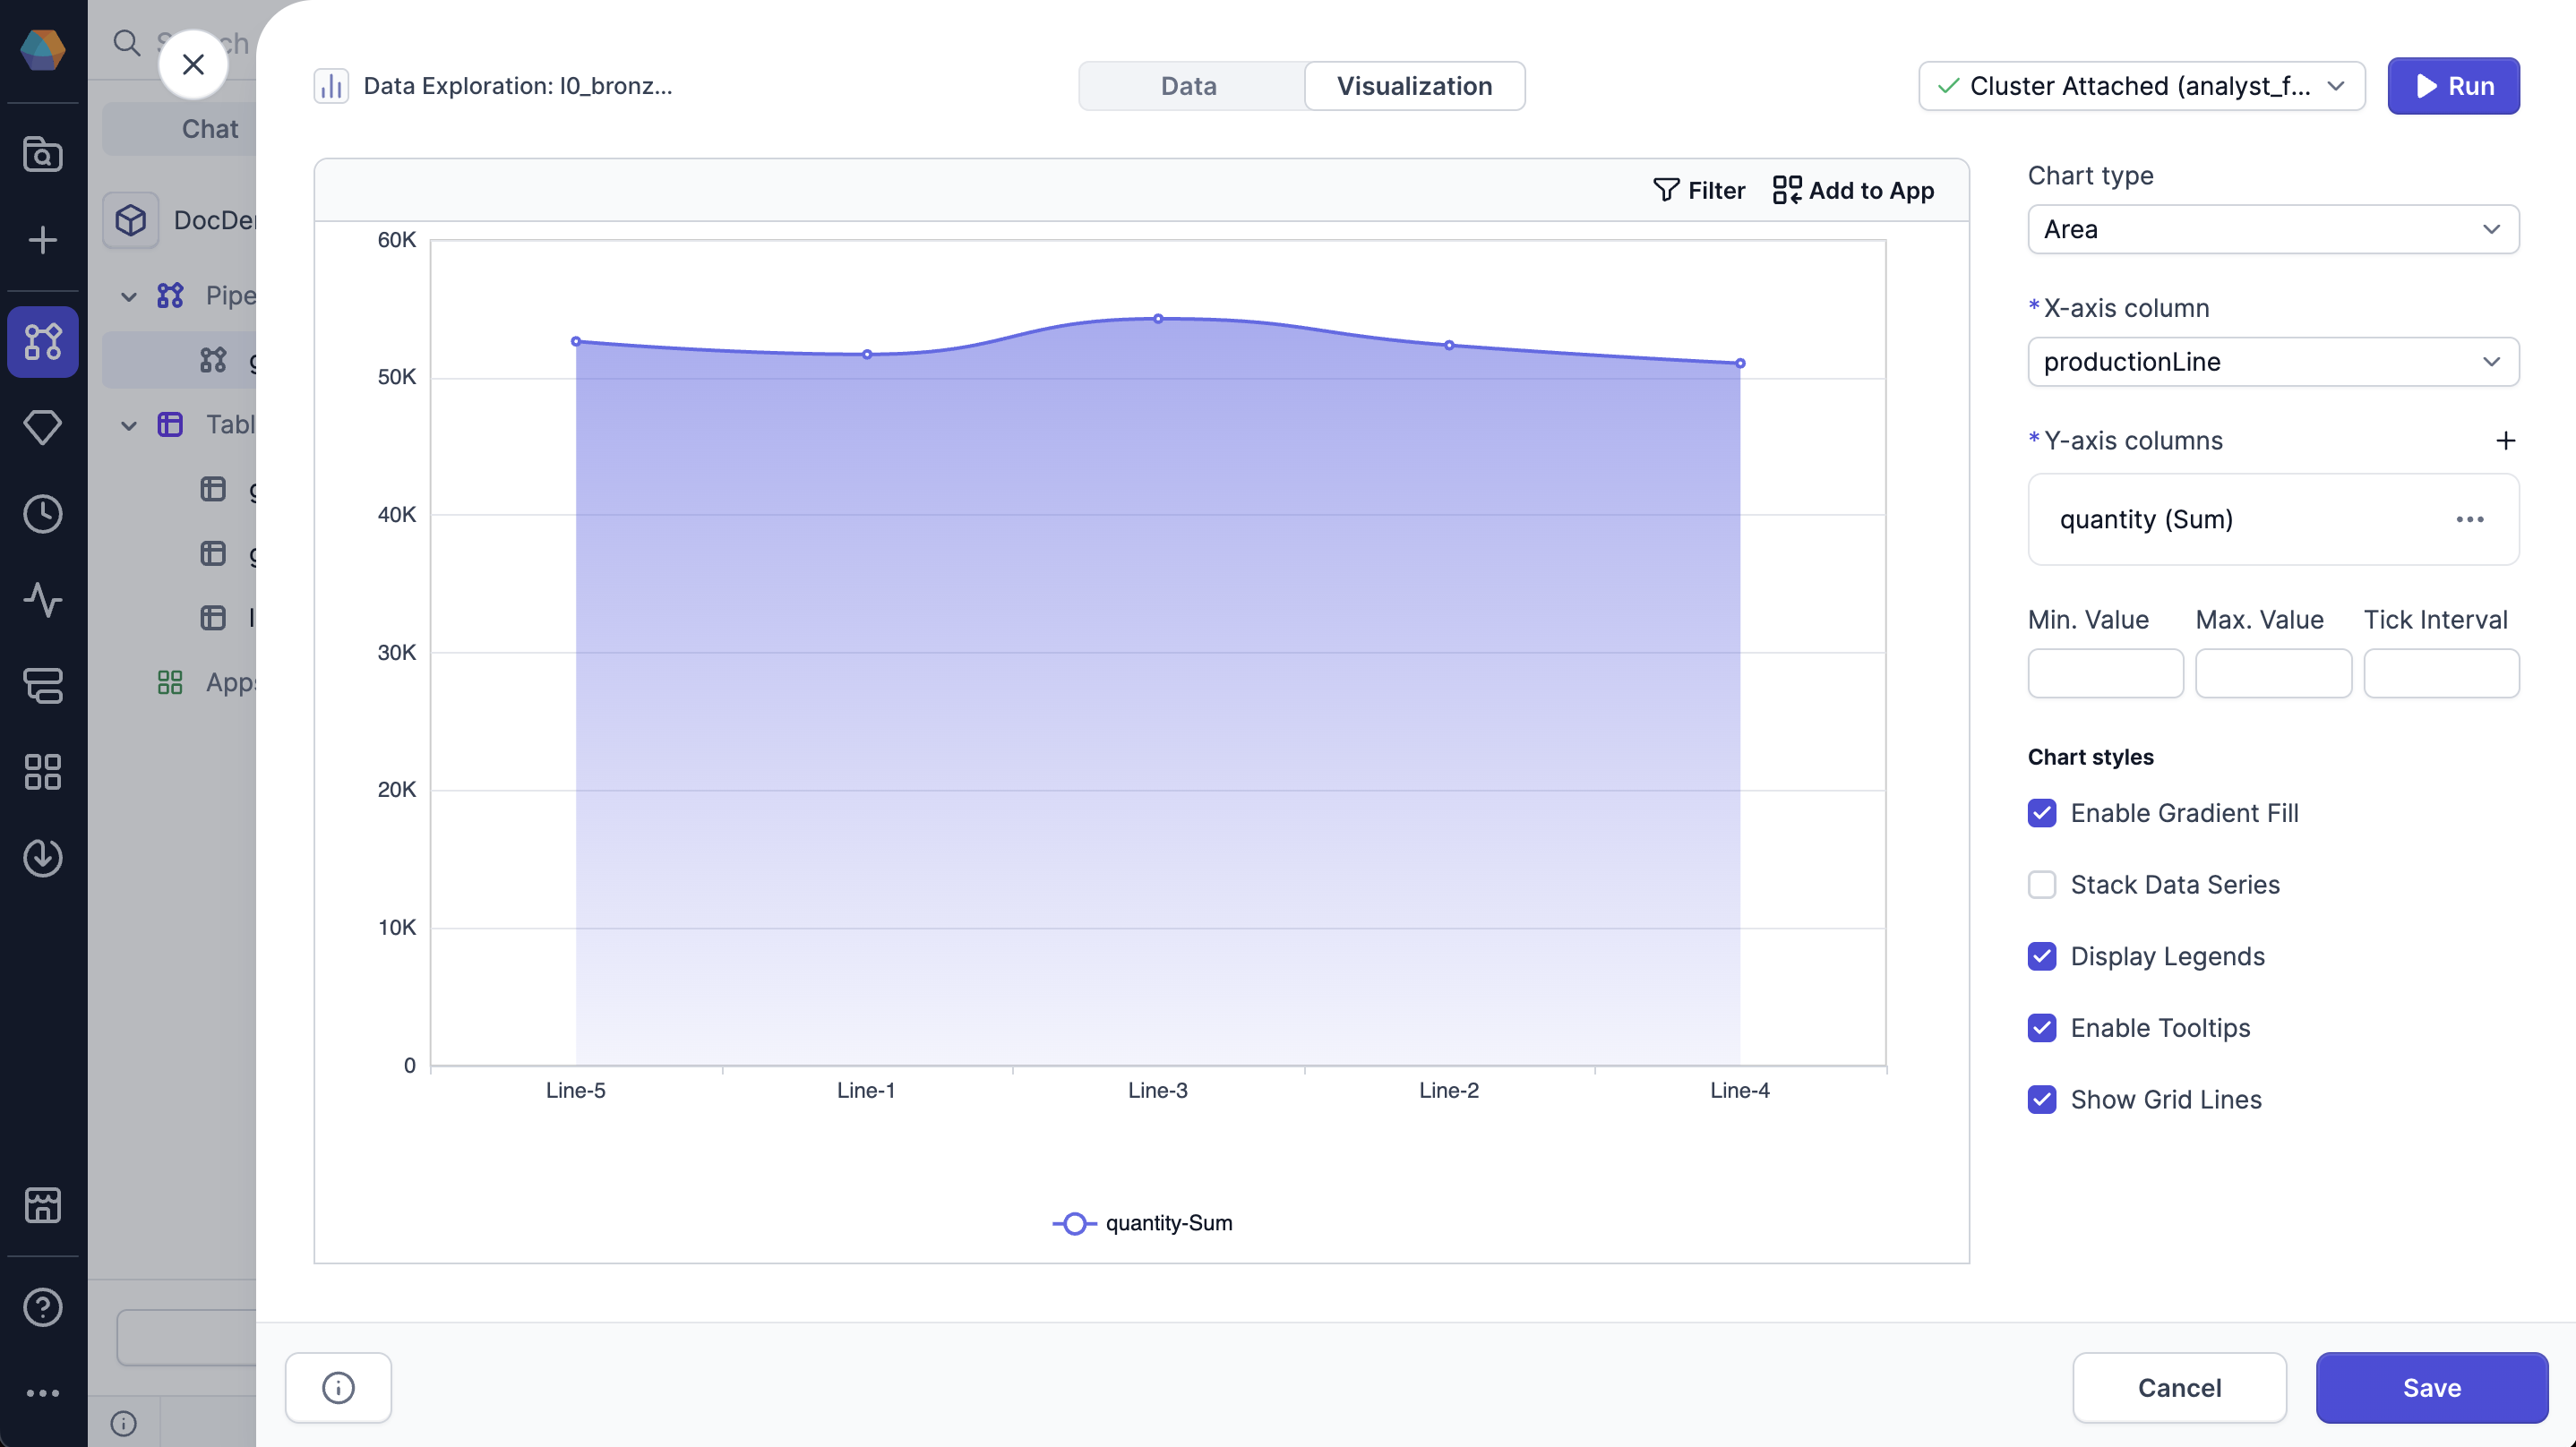 Data Exploration: l0_bronz...
Data
Visualization
Cluster Attached (analyst_f...
Run
Chat
DocDe
Pipe
Tabl
Apps
Filter
Add to App
60K
50K
40K
30K
20K
10K
0
Line-5
Line-1
Line-3
Line-2
Line-4
quantity-Sum
Chart type
Area
*X-axis column
productionLine
*Y-axis columns
quantity (Sum)
...
Min. Value
Max. Value
Tick Interval
Chart styles
Enable Gradient Fill
Stack Data Series
Display Legends
Enable Tooltips
Show Grid Lines
Cancel
Save